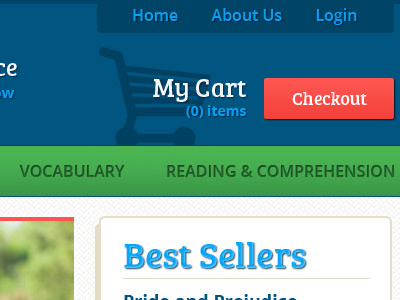 Home About Us Login
ce
ow
My Cart
(0) items
Checkout
VOCABULARY READING & COMPREHENSION
Best Sellers
Pride and Prejudice